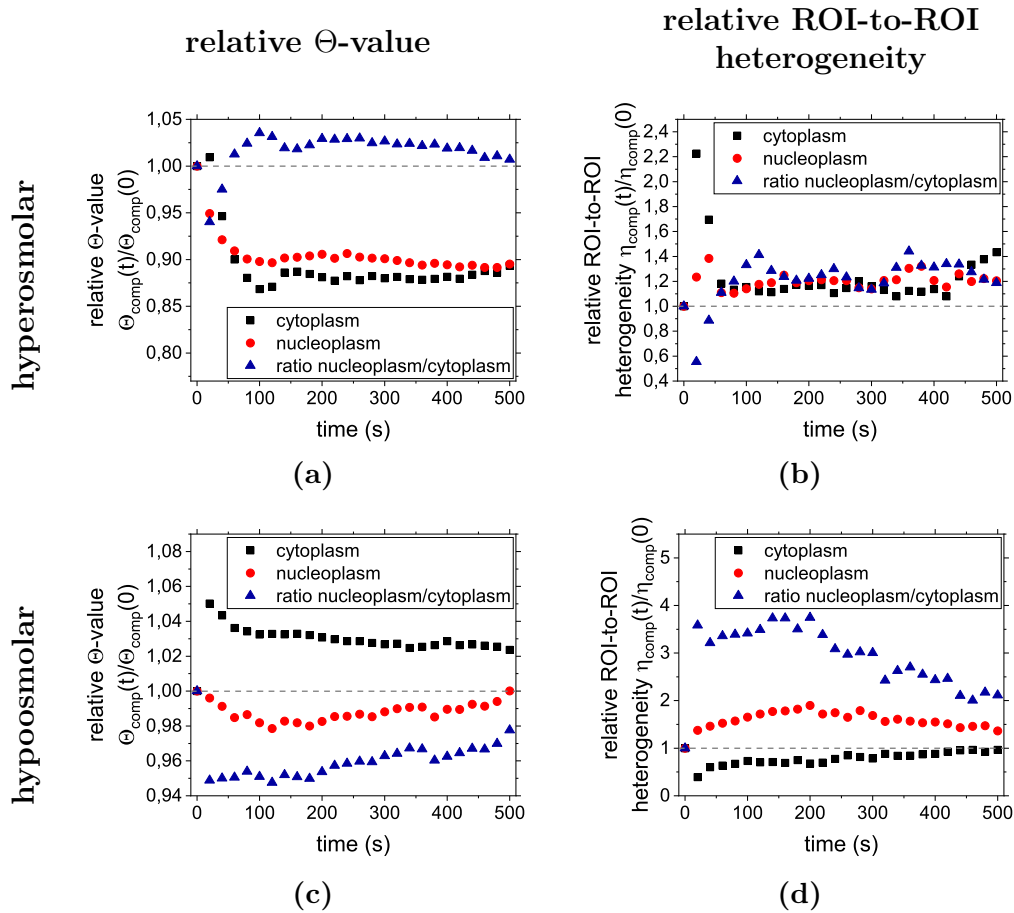 relative Θ-value
relative ROI-to-ROI
heterogeneity
hyperosmolar
relative Θ-value
Θcomp(t)/Θcomp(0)
1,05
1,00
0,95
0,90
0,85
0,80
cytoplasm
nucleoplasm
ratio nucleoplasm/cytoplasm
0 100 200 300 400 500
time (s)
(a)
relative ROI-to-ROI
heterogeneity ηcomp(t)/ηcomp(0)
2,4
2,2
2,0
1,8
1,6
1,4
1,2
1,0
0,8
0,6
0,4
cytoplasm
nucleoplasm
ratio nucleoplasm/cytoplasm
0 100 200 300 400 500
time (s)
(b)
hypoosmolar
relative Θ-value
Θcomp(t)/Θcomp(0)
1,08
1,06
1,04
1,02
1,00
0,98
0,96
0,94
cytoplasm
nucleoplasm
ratio nucleoplasm/cytoplasm
0 100 200 300 400 500
time (s)
(c)
relative ROI-to-ROI
heterogeneity ηcomp(t)/ηcomp(0)
5
4
3
2
1
0
cytoplasm
nucleoplasm
ratio nucleoplasm/cytoplasm
0 100 200 300 400 500
time (s)
(d)